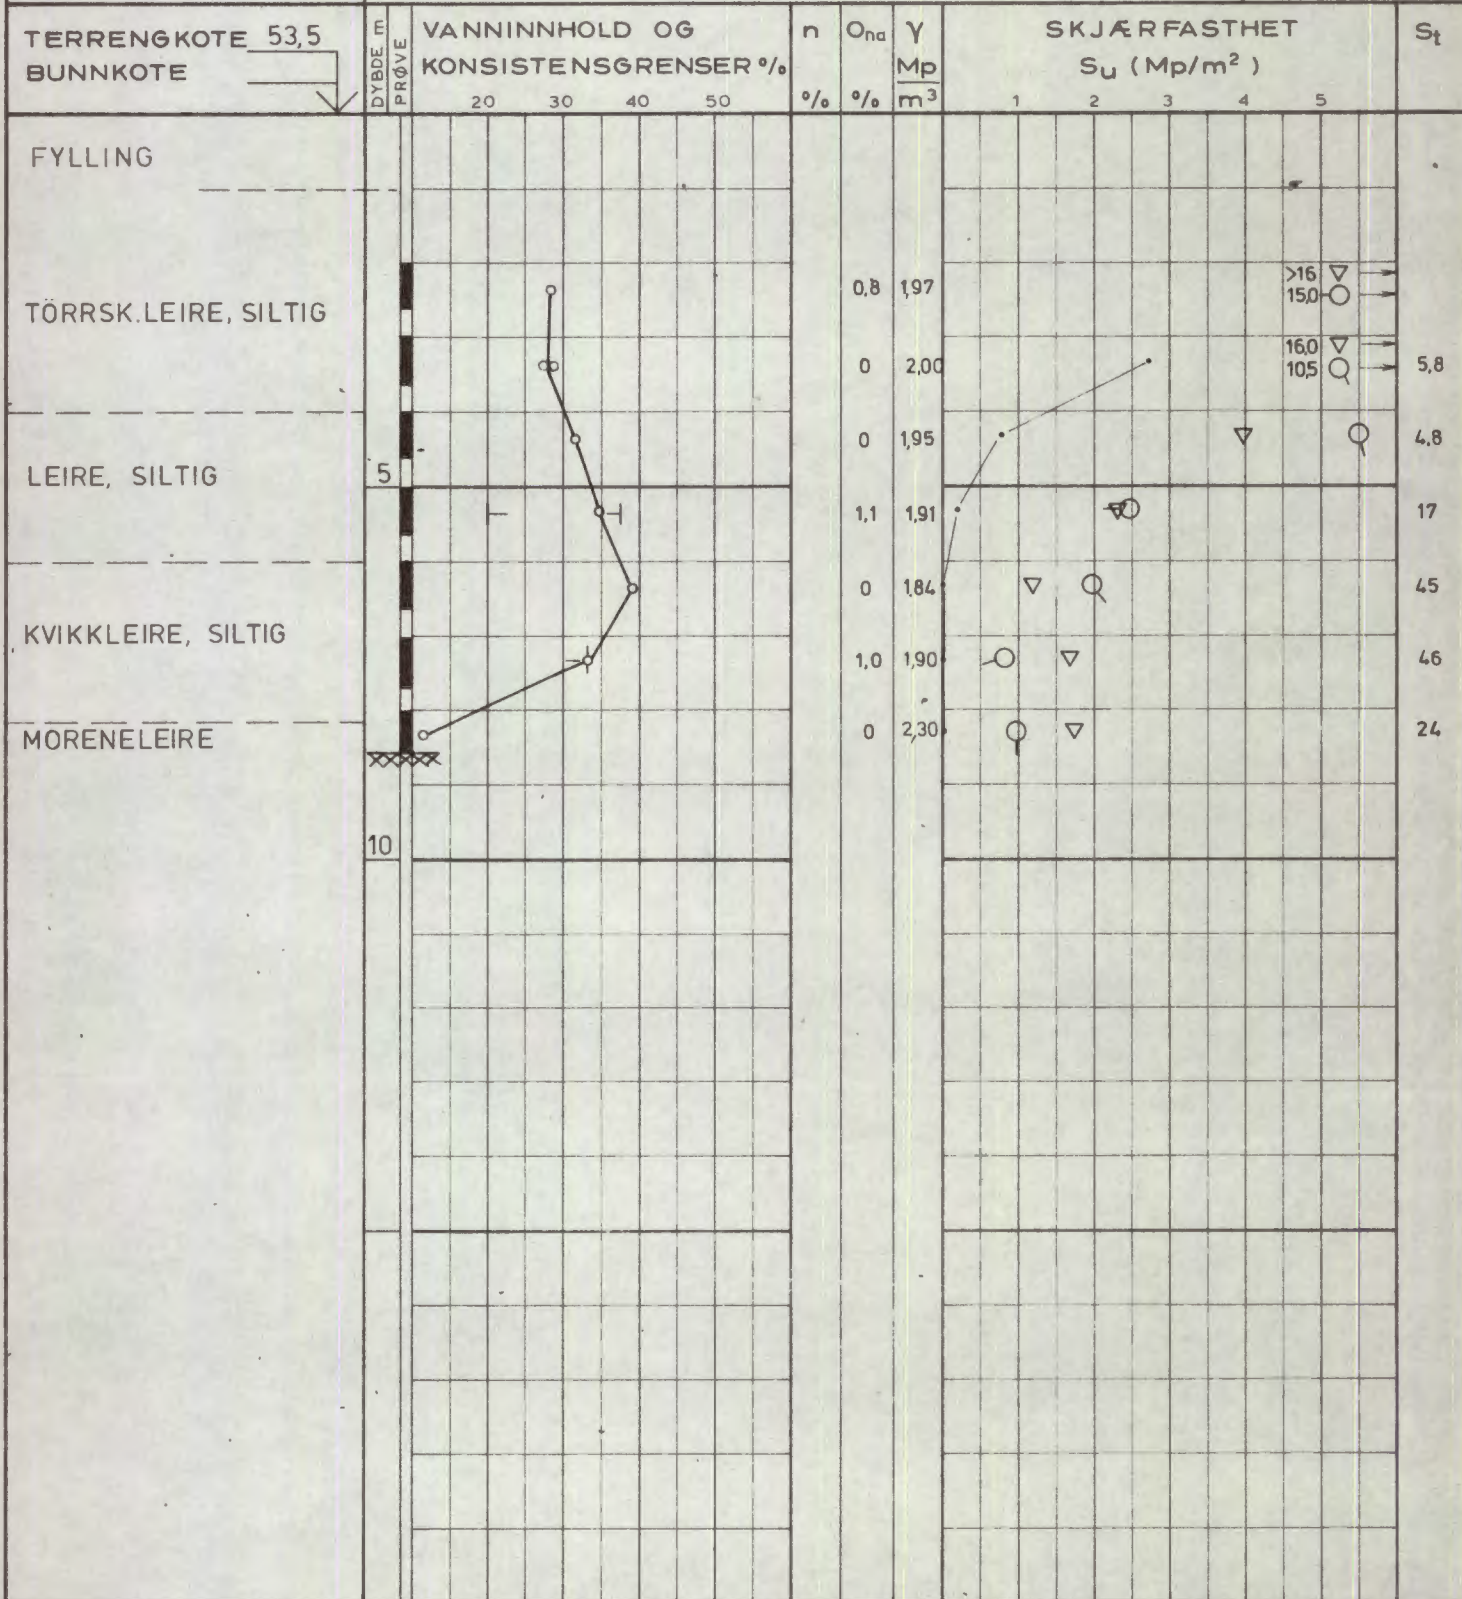 TERRENGKOTE 53,5
BUNNKOTE
DYBDE m
PRØVE
VANNINNHOLD OG
KONSISTENSGRENSER %
20 30 40 50
n
%
Ona
%
γ
Mp
m³
SKJÆRFASTHET
Su (Mp/m²)
1 2 3 4 5
St
FYLLING
>16
0,8 1,97
15,0
TÖRRSK.LEIRE, SILTIG
16,0
0 2,00 10,5 5,8
0 1,95 4,8
LEIRE, SILTIG
5
1,1 1,91 17
0 1,84 45
KVIKKLEIRE, SILTIG
1,0 1,90 46
MORENELEIRE
0 2,30 24
10